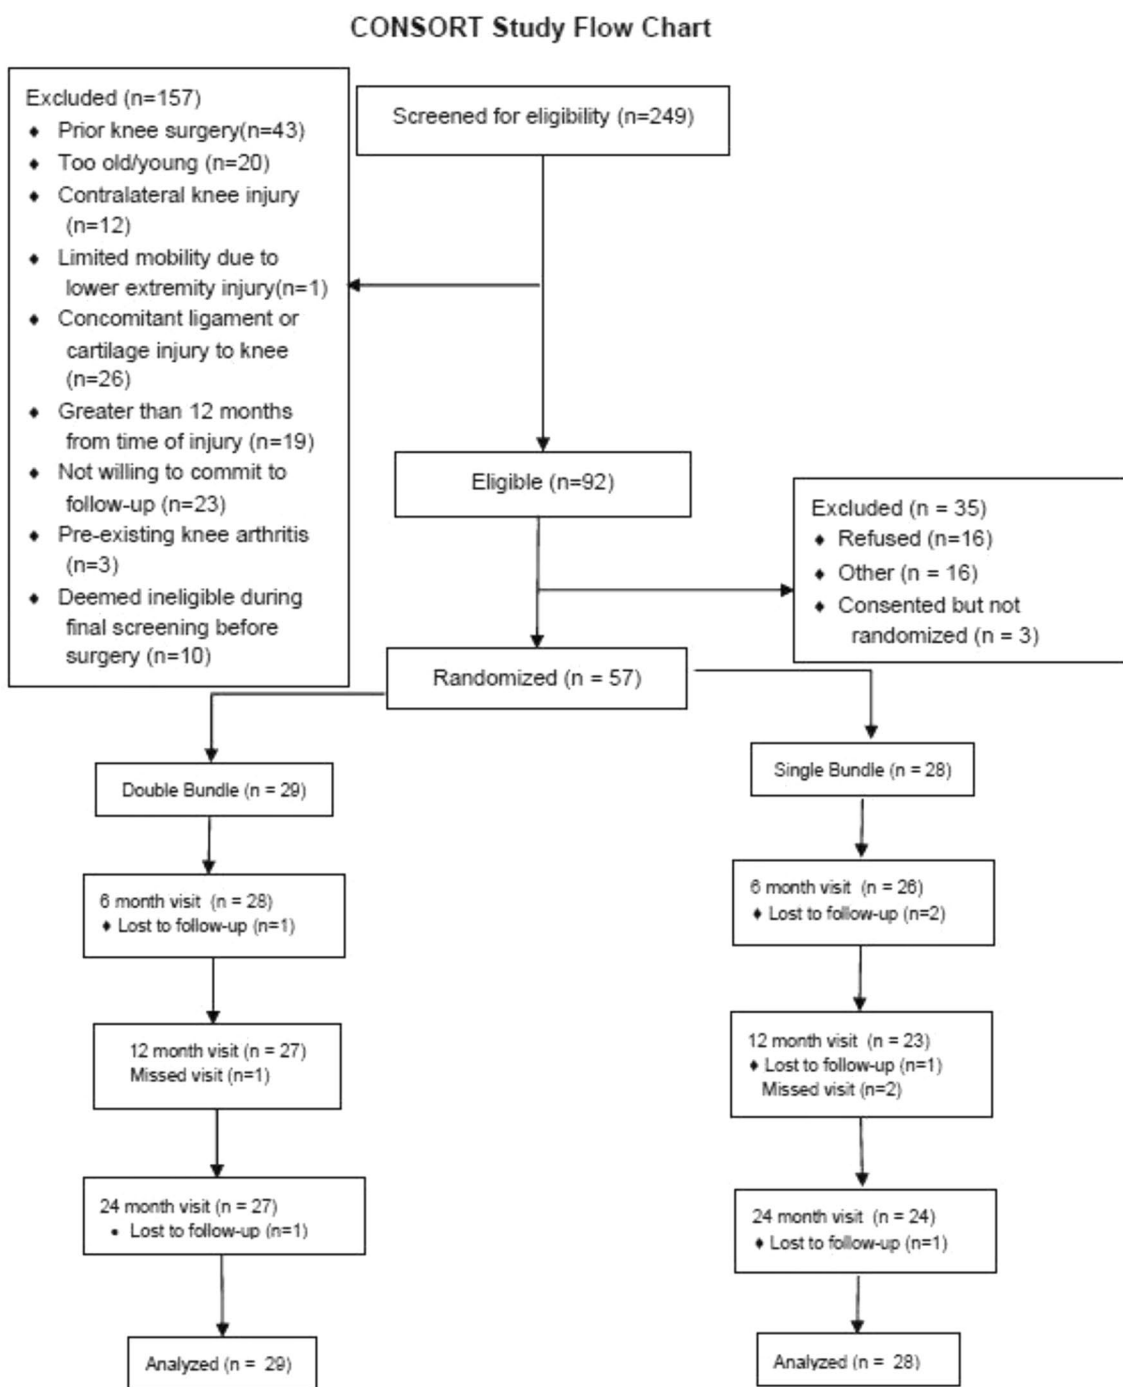 CONSORT Study Flow Chart
Excluded (n=157)
♦ Prior knee surgery(n=43)
♦ Too old/young (n=20)
♦ Contralateral knee injury
(n=12)
♦ Limited mobility due to
lower extremity injury(n=1)
♦ Concomitant ligament or
cartilage injury to knee
(n=26)
♦ Greater than 12 months
from time of injury (n=19)
♦ Not willing to commit to
follow-up (n=23)
♦ Pre-existing knee arthritis
(n=3)
♦ Deemed ineligible during
final screening before
surgery (n=10)
Screened for eligibility (n=249)
Eligible (n=92)
Excluded (n = 35)
♦ Refused (n=16)
♦ Other (n = 16)
♦ Consented but not
randomized (n = 3)
Randomized (n = 57)
Double Bundle (n = 29)
6 month visit (n = 28)
♦ Lost to follow-up (n=1)
12 month visit (n = 27)
Missed visit (n=1)
24 month visit (n = 27)
• Lost to follow-up (n=1)
Analyzed (n = 29)
Single Bundle (n = 28)
6 month visit (n = 26)
♦ Lost to follow-up (n=2)
12 month visit (n = 23)
♦ Lost to follow-up (n=1)
Missed visit (n=2)
24 month visit (n = 24)
♦ Lost to follow-up (n=1)
Analyzed (n = 28)